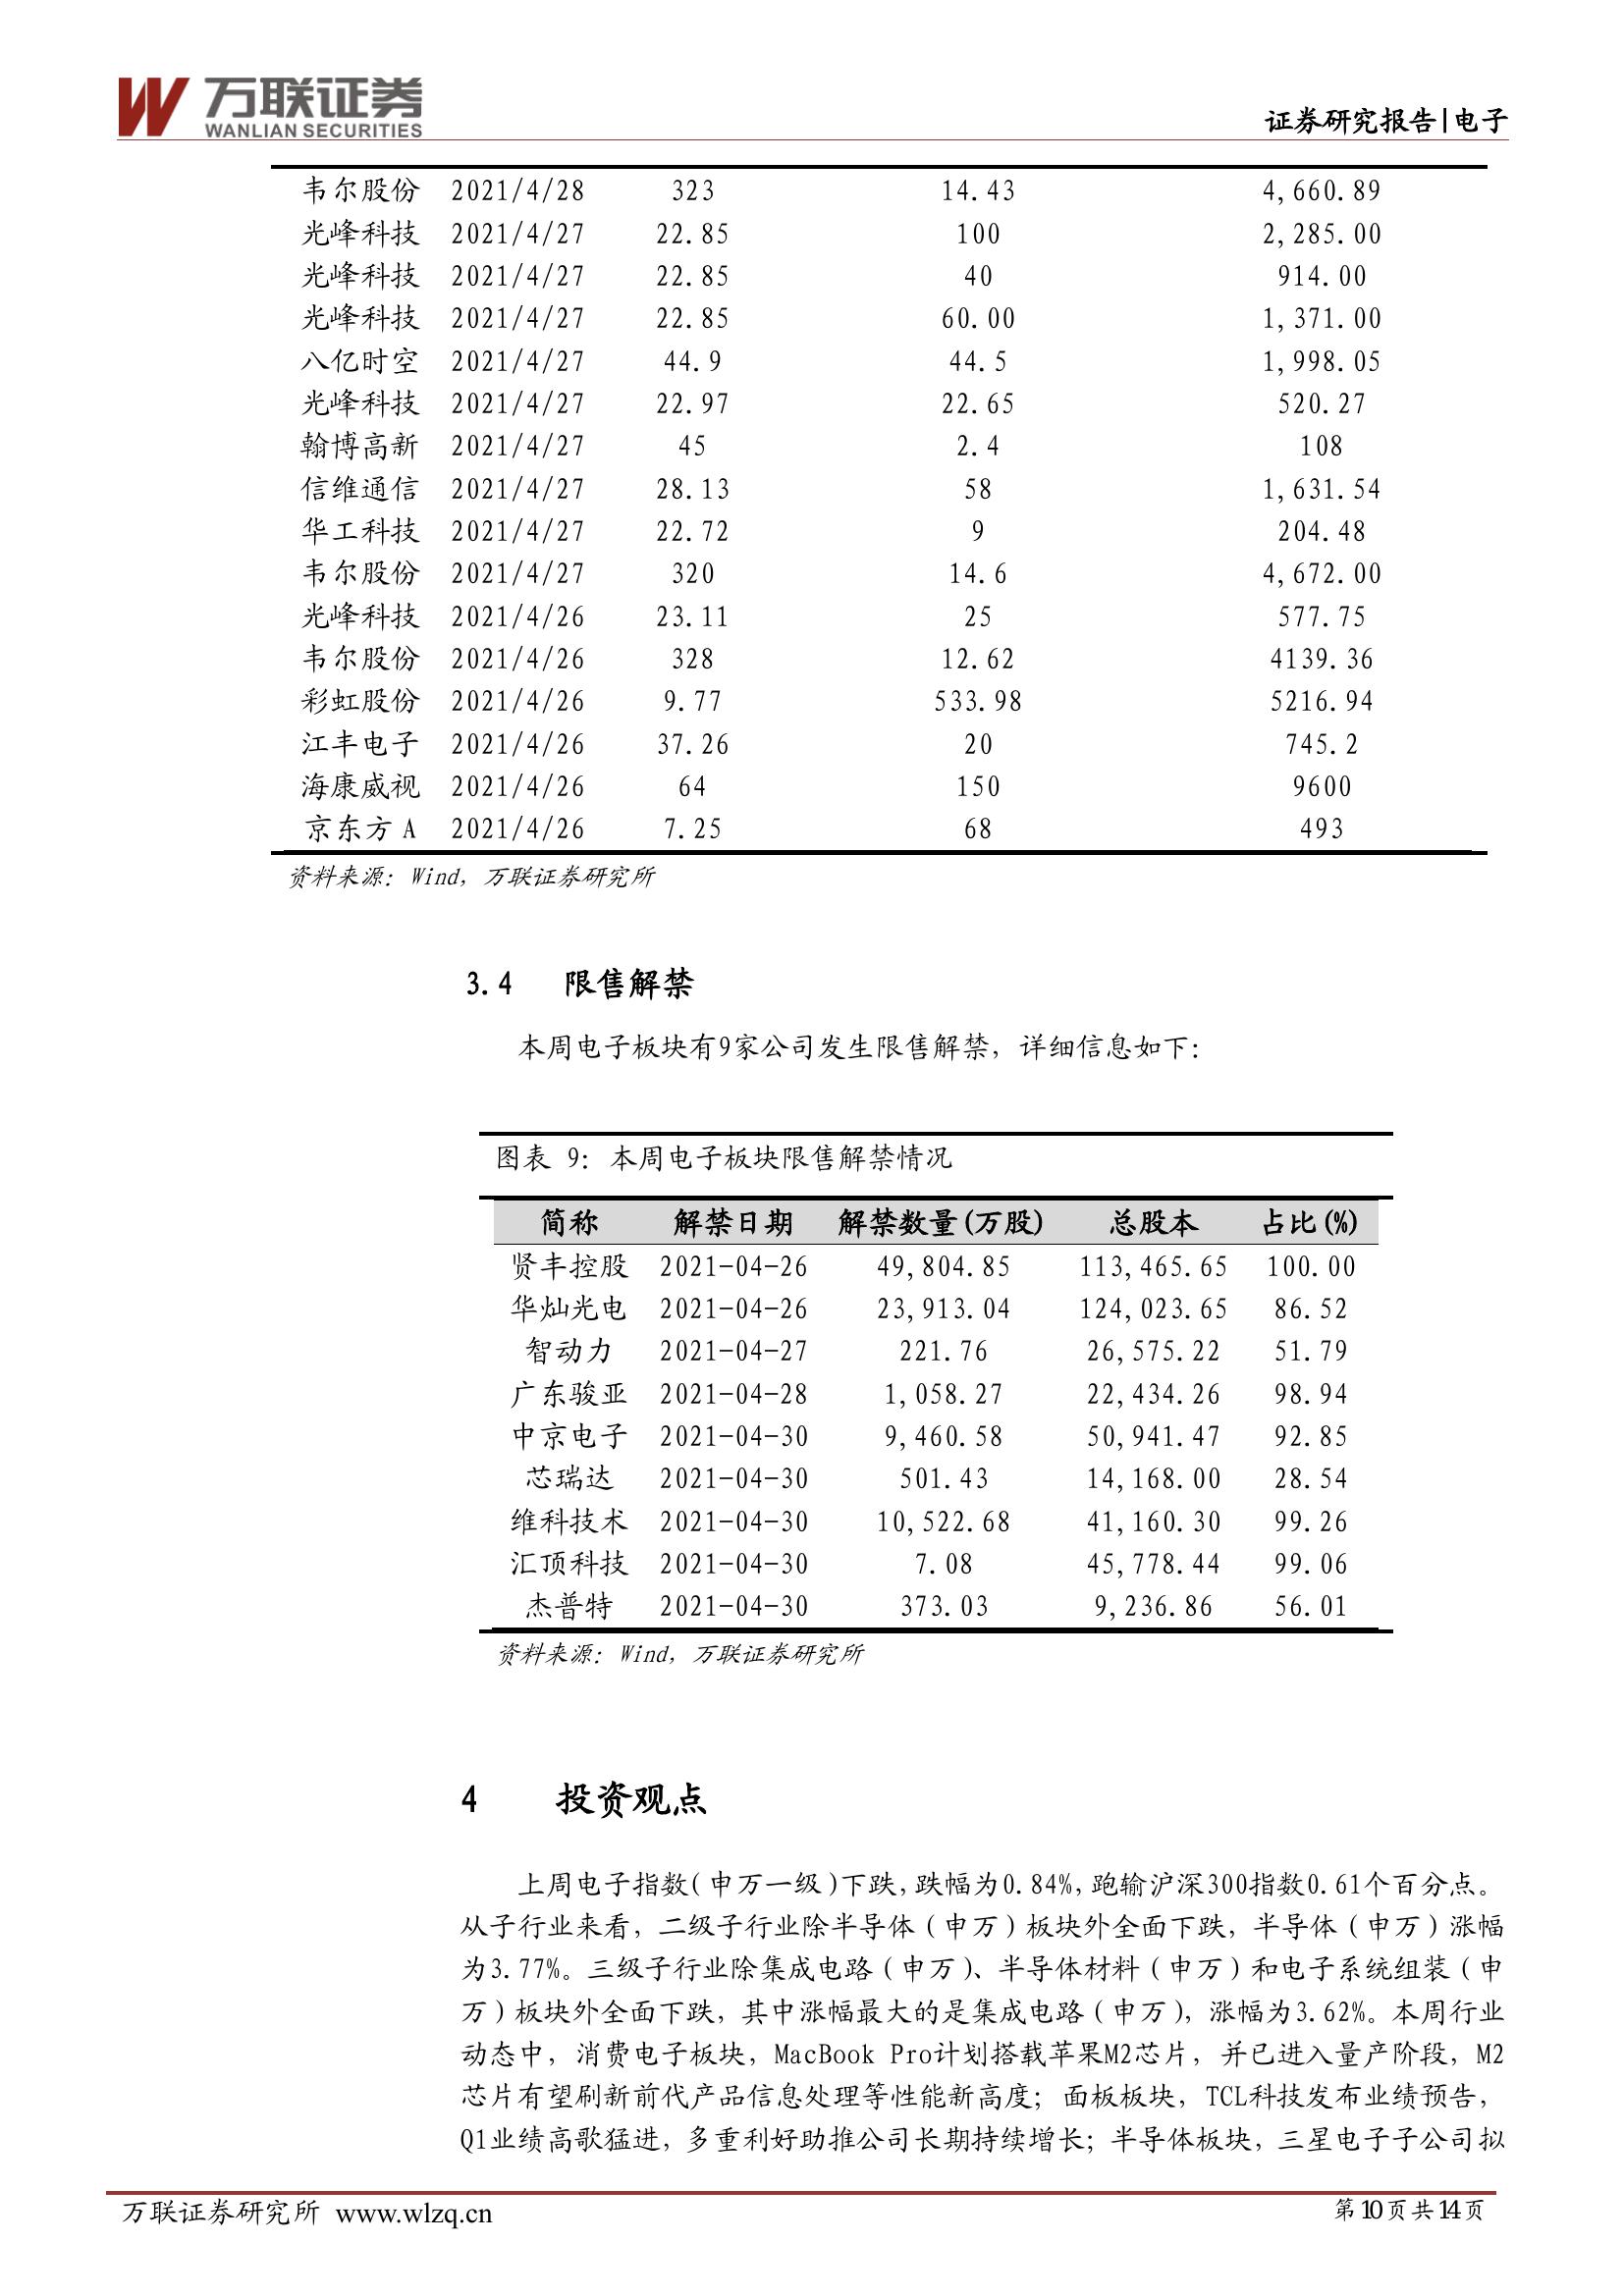 万联证券
WANLIAN SECURITIES
证券研究报告|电子
韦尔股份 2021/4/28 323 14.43 4,660.89
光峰科技 2021/4/27 22.85 100 2,285.00
光峰科技 2021/4/27 22.85 40 914.00
光峰科技 2021/4/27 22.85 60.00 1,371.00
八亿时空 2021/4/27 44.9 44.5 1,998.05
光峰科技 2021/4/27 22.97 22.65 520.27
翰博高新 2021/4/27 45 2.4 108
信维通信 2021/4/27 28.13 58 1,631.54
华工科技 2021/4/27 22.72 9 204.48
韦尔股份 2021/4/27 320 14.6 4,672.00
光峰科技 2021/4/26 23.11 25 577.75
韦尔股份 2021/4/26 328 12.62 4139.36
彩虹股份 2021/4/26 9.77 533.98 5216.94
江丰电子 2021/4/26 37.26 20 745.2
海康威视 2021/4/26 64 150 9600
京东方 A 2021/4/26 7.25 68 493
资料来源：Wind，万联证券研究所
3.4 限售解禁
本周电子板块有9家公司发生限售解禁，详细信息如下：
图表 9：本周电子板块限售解禁情况
简称 解禁日期 解禁数量(万股) 总股本 占比(%)
贤丰控股 2021-04-26 49,804.85 113,465.65 100.00
华灿光电 2021-04-26 23,913.04 124,023.65 86.52
智动力 2021-04-27 221.76 26,575.22 51.79
广东骏亚 2021-04-28 1,058.27 22,434.26 98.94
中京电子 2021-04-30 9,460.58 50,941.47 92.85
芯瑞达 2021-04-30 501.43 14,168.00 28.54
维科技术 2021-04-30 10,522.68 41,160.30 99.26
汇顶科技 2021-04-30 7.08 45,778.44 99.06
杰普特 2021-04-30 373.03 9,236.86 56.01
资料来源：Wind，万联证券研究所
4 投资观点
上周电子指数(申万一级)下跌，跌幅为0.84%，跑输沪深300指数0.61个百分点。
从子行业来看，二级子行业除半导体（申万）板块外全面下跌，半导体（申万）涨幅
为3.77%。三级子行业除集成电路（申万）、半导体材料（申万）和电子系统组装（申
万）板块外全面下跌，其中涨幅最大的是集成电路（申万），涨幅为3.62%。本周行业
动态中，消费电子板块，MacBook Pro计划搭载苹果M2芯片，并已进入量产阶段，M2
芯片有望刷新前代产品信息处理等性能新高度；面板板块，TCL科技发布业绩预告，
Q1业绩高歌猛进，多重利好助推公司长期持续增长；半导体板块，三星电子子公司拟
万联证券研究所 www.wlzq.cn 第10页共14页